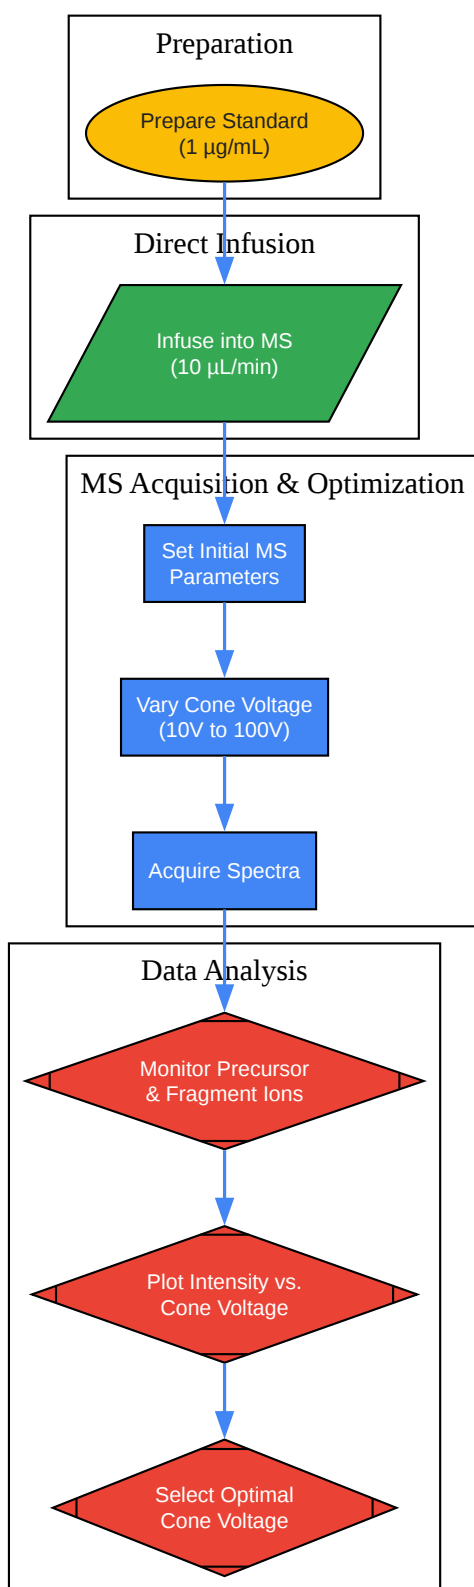 Preparation
Prepare Standard
(1 µg/mL)
Direct Infusion
Infuse into MS
(10 µL/min)
MS Acquisition & Optimization
Set Initial MS
Parameters
Vary Cone Voltage
(10V to 100V)
Acquire Spectra
Data Analysis
Monitor Precursor
& Fragment Ions
Plot Intensity vs.
Cone Voltage
Select Optimal
Cone Voltage